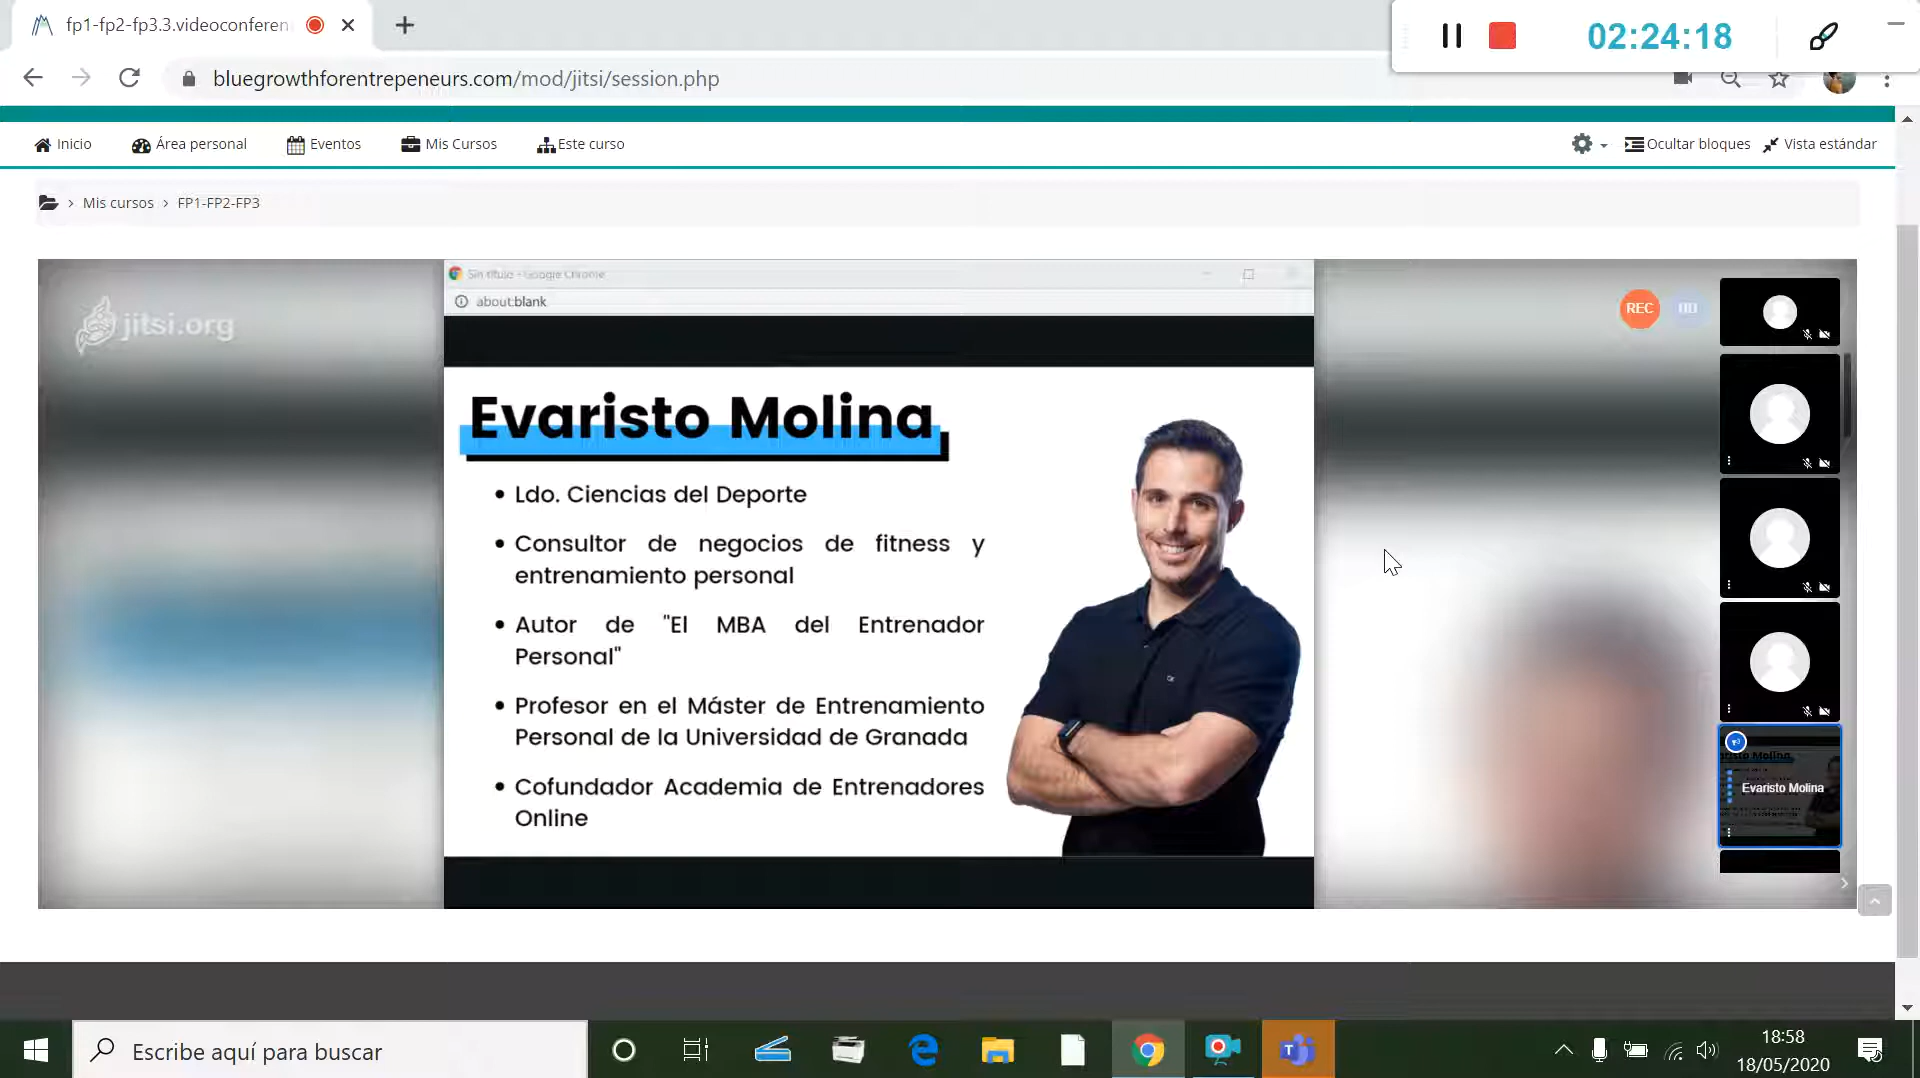 fp1-fp2-fp3.3.videoconferen
02:24:18
bluegrowthforentrepeneurs.com/mod/jitsi/session.php
Inicio
Área personal
Eventos
Mis Cursos
Este curso
Ocultar bloques
Vista estándar
Mis cursos
FP1-FP2-FP3
Sin título - Google Chrome
about:blank
jitsi.org
REC
Evaristo Molina
Ldo. Ciencias del Deporte
Consultor de negocios de fitness y
entrenamiento personal
Autor de "El MBA del Entrenador
Personal"
Profesor en el Máster de Entrenamiento
Personal de la Universidad de Granada
Cofundador Academia de Entrenadores
Online
Evaristo Molina
Escribe aquí para buscar
18:58
18/05/2020